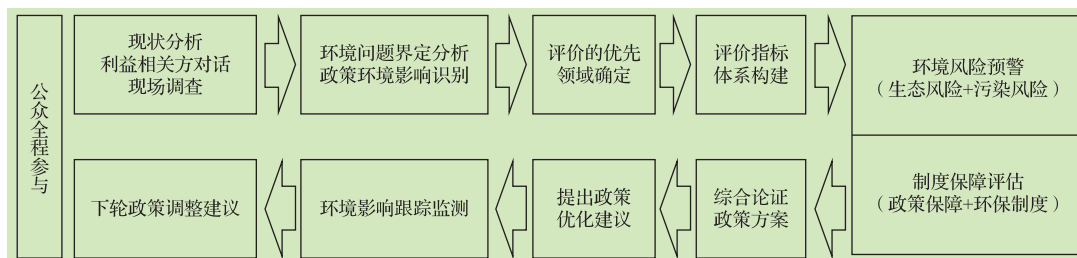 公众全程参与
现状分析
利益相关方对话
现场调查
环境问题界定分析
政策环境影响识别
评价的优先
领域确定
评价指标
体系构建
环境风险预警
（生态风险+污染风险）
制度保障评估
（政策保障+环保制度）
综合论证
政策方案
提出政策
优化建议
环境影响跟踪监测
下轮政策调整建议